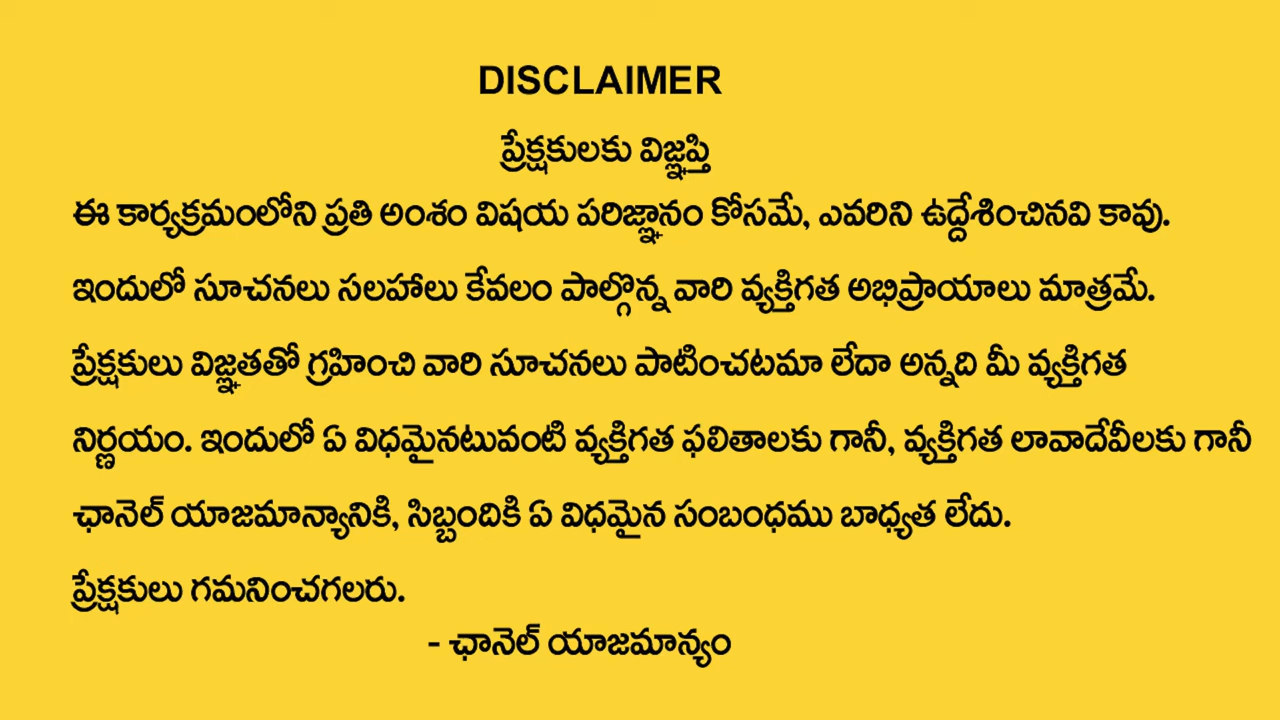 DISCLAIMER
ప్రేక్షకులకు విజ్ఞప్తి
ఈ కార్యక్రమంలోని ప్రతి అంశం విషయ పరిజ్ఞానం కోసమే, ఎవరిని ఉద్దేశించినవి కావు.
ఇందులో సూచనలు సలహాలు కేవలం పాల్గొన్న వారి వ్యక్తిగత అభిప్రాయాలు మాత్రమే.
ప్రేక్షకులు విజ్ఞతతో గ్రహించి వారి సూచనలు పాటించటమా లేదా అన్నది మీ వ్యక్తిగత
నిర్ణయం. ఇందులో ఏ విధమైనటువంటి వ్యక్తిగత ఫలితాలకు గానీ, వ్యక్తిగత లావాదేవీలకు గానీ
ఛానెల్ యాజమాన్యానికి, సిబ్బందికి ఏ విధమైన సంబంధము బాధ్యత లేదు.
ప్రేక్షకులు గమనించగలరు.
- ఛానెల్ యాజమాన్యం